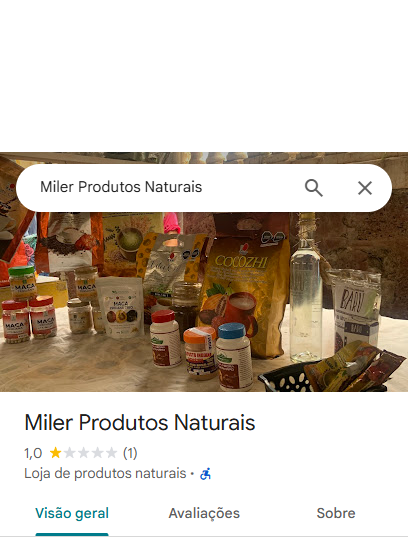 Miler Produtos Naturais
COCOZHI
MACA
MACA
MACA
BARU
Miler Produtos Naturais
1,0 (1)
Loja de produtos naturais ·
Visão geral Avaliações Sobre